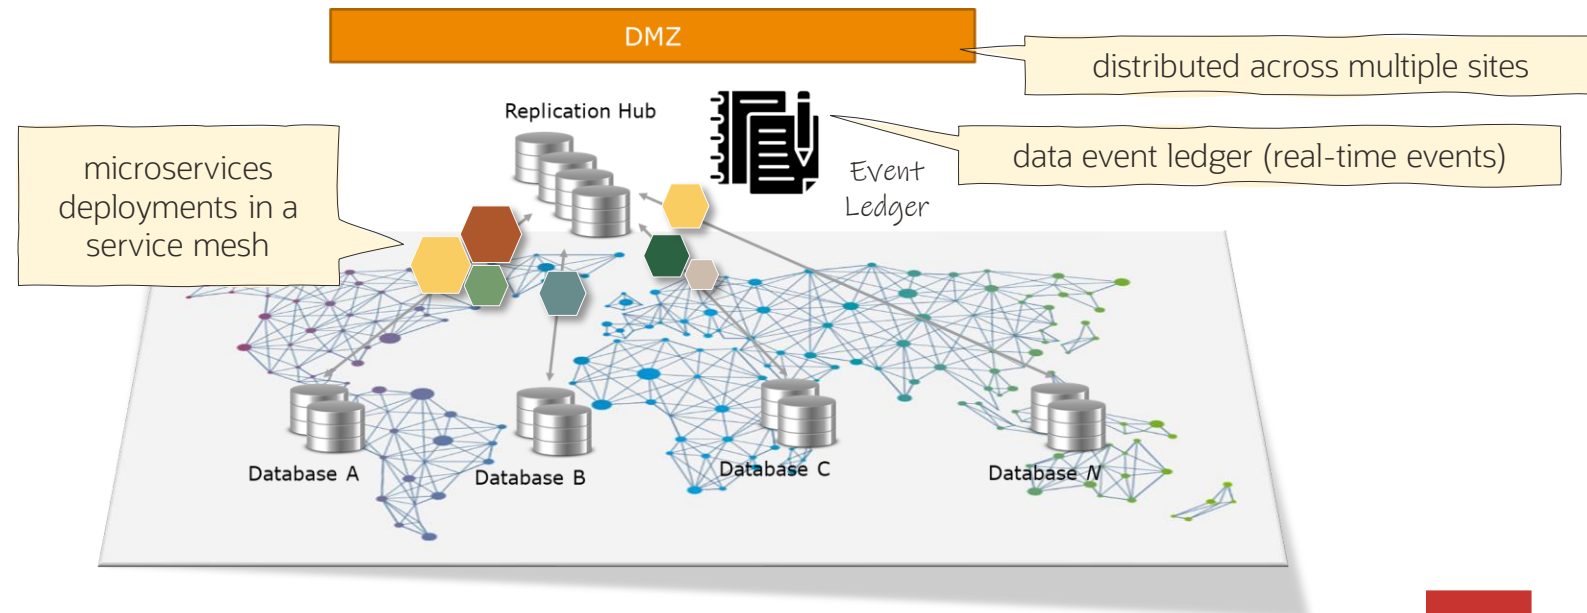 DMZ
distributed across multiple sites
Replication Hub
data event ledger (real-time events)
microservices
deployments in a
service mesh
Event
Ledger
Database A
Database B
Database C
Database N